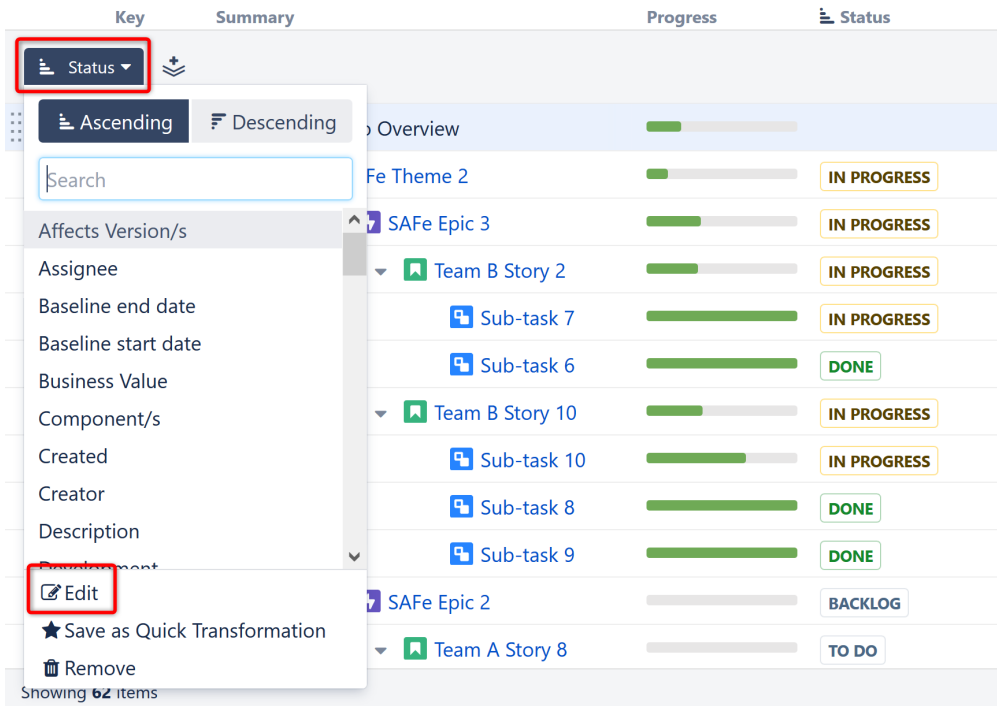 Key Summary Progress Status
Status
Ascending Descending
Overview
Search
Fe Theme 2 IN PROGRESS
Affects Version/s
SAFe Epic 3 IN PROGRESS
Assignee
Team B Story 2 IN PROGRESS
Baseline end date
Sub-task 7 IN PROGRESS
Baseline start date
Sub-task 6 DONE
Business Value
Component/s
Team B Story 10 IN PROGRESS
Created
Sub-task 10 IN PROGRESS
Creator
Sub-task 8 DONE
Description
Sub-task 9 DONE
Development
Edit
SAFe Epic 2 BACKLOG
Save as Quick Transformation
Team A Story 8 TO DO
Remove
Showing 62 items